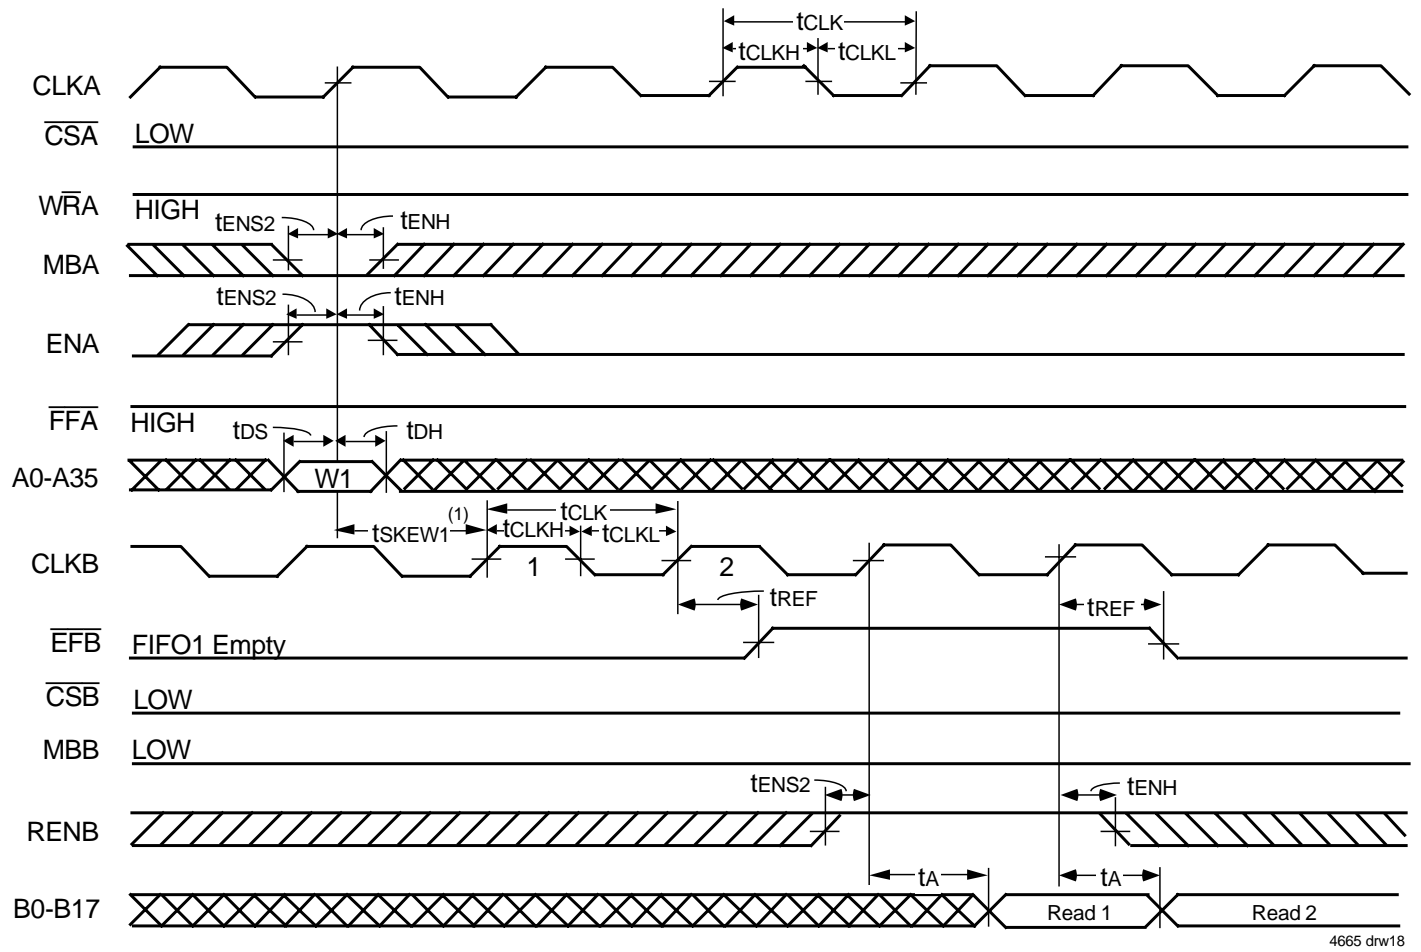 tCLK
tCLKH tCLKL
CLKA
CSA LOW
WRA HIGH
tENS2 tENH
MBA
tENS2 tENH
ENA
FFA HIGH
tDS tDH
A0-A35 W1
tSKEW1(1) tCLK
tCLKH tCLKL
CLKB 1 2
tREF tREF
EFB FIFO1 Empty
CSB LOW
MBB LOW
tENS2 tENH
RENB
tA tA
B0-B17 Read 1 Read 2
4665 drw18